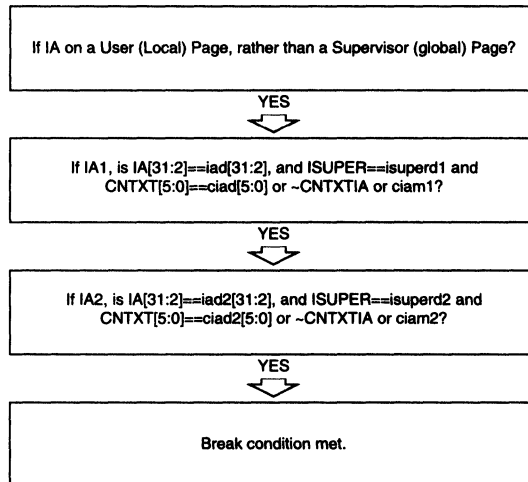 If IA on a User (Local) Page, rather than a Supervisor (global) Page?
YES
If IA1, is IA[31:2]==iad[31:2], and ISUPER==isuperd1 and
CNTXT[5:0]==ciad[5:0] or ~CNTXTIA or ciam1?
YES
If IA2, is IA[31:2]==iad2[31:2], and ISUPER==isuperd2 and
CNTXT[5:0]==ciad2[5:0] or ~CNTXTIA or ciam2?
YES
Break condition met.